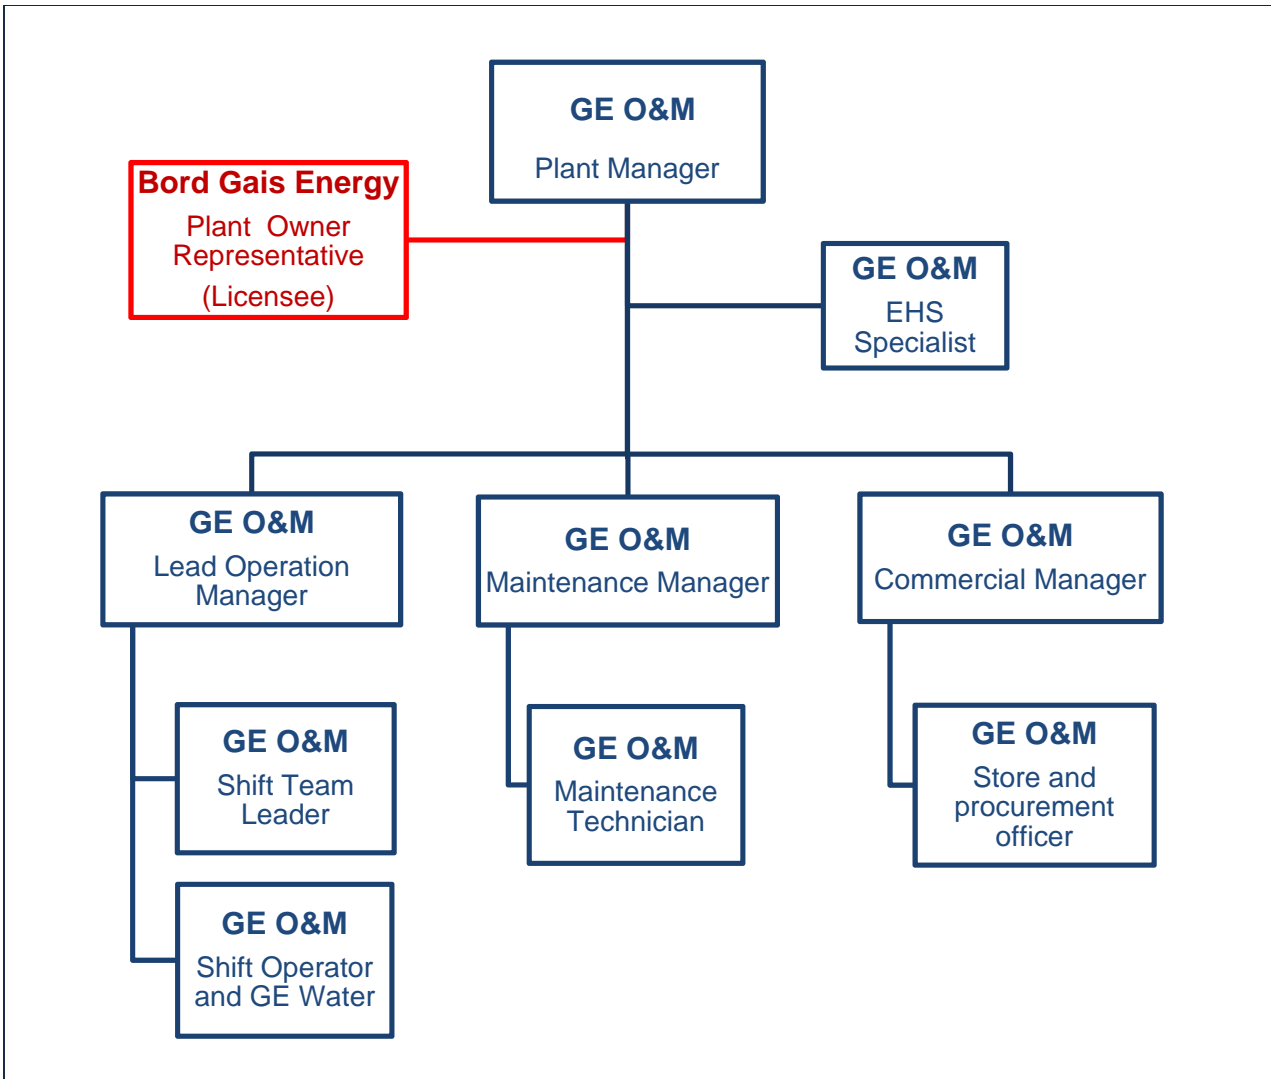 GE O&M
Plant Manager
Bord Gais Energy
Plant Owner
Representative
(Licensee)
GE O&M
EHS
Specialist
GE O&M
Lead Operation
Manager
GE O&M
Maintenance Manager
GE O&M
Commercial Manager
GE O&M
Shift Team
Leader
GE O&M
Maintenance
Technician
GE O&M
Store and
procurement
officer
GE O&M
Shift Operator
and GE Water